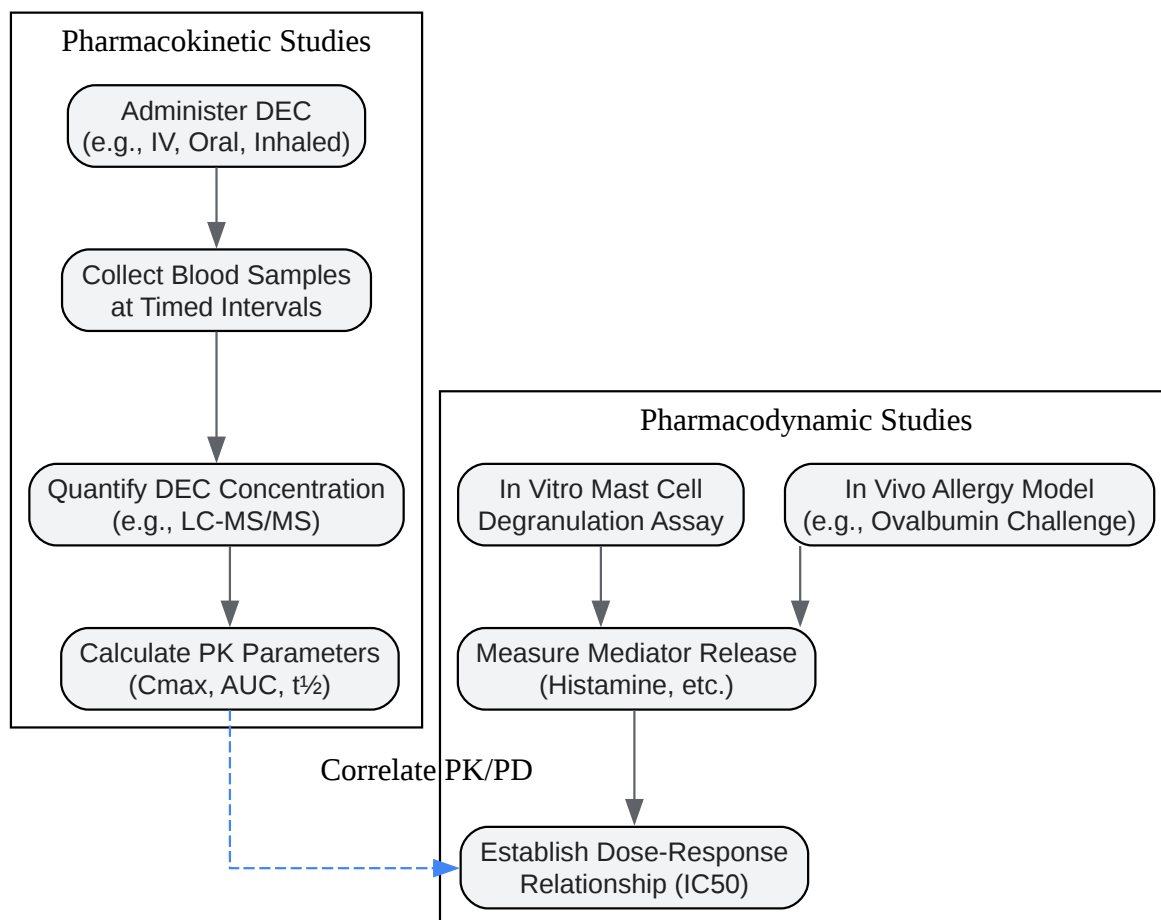 Pharmacokinetic Studies
Administer DEC
(e.g., IV, Oral, Inhaled)
Collect Blood Samples
at Timed Intervals
Quantify DEC Concentration
(e.g., LC-MS/MS)
Calculate PK Parameters
(Cmax, AUC, t½)
Pharmacodynamic Studies
In Vitro Mast Cell
Degranulation Assay
In Vivo Allergy Model
(e.g., Ovalbumin Challenge)
Measure Mediator Release
(Histamine, etc.)
Correlate PK/PD
Establish Dose-Response
Relationship (IC50)